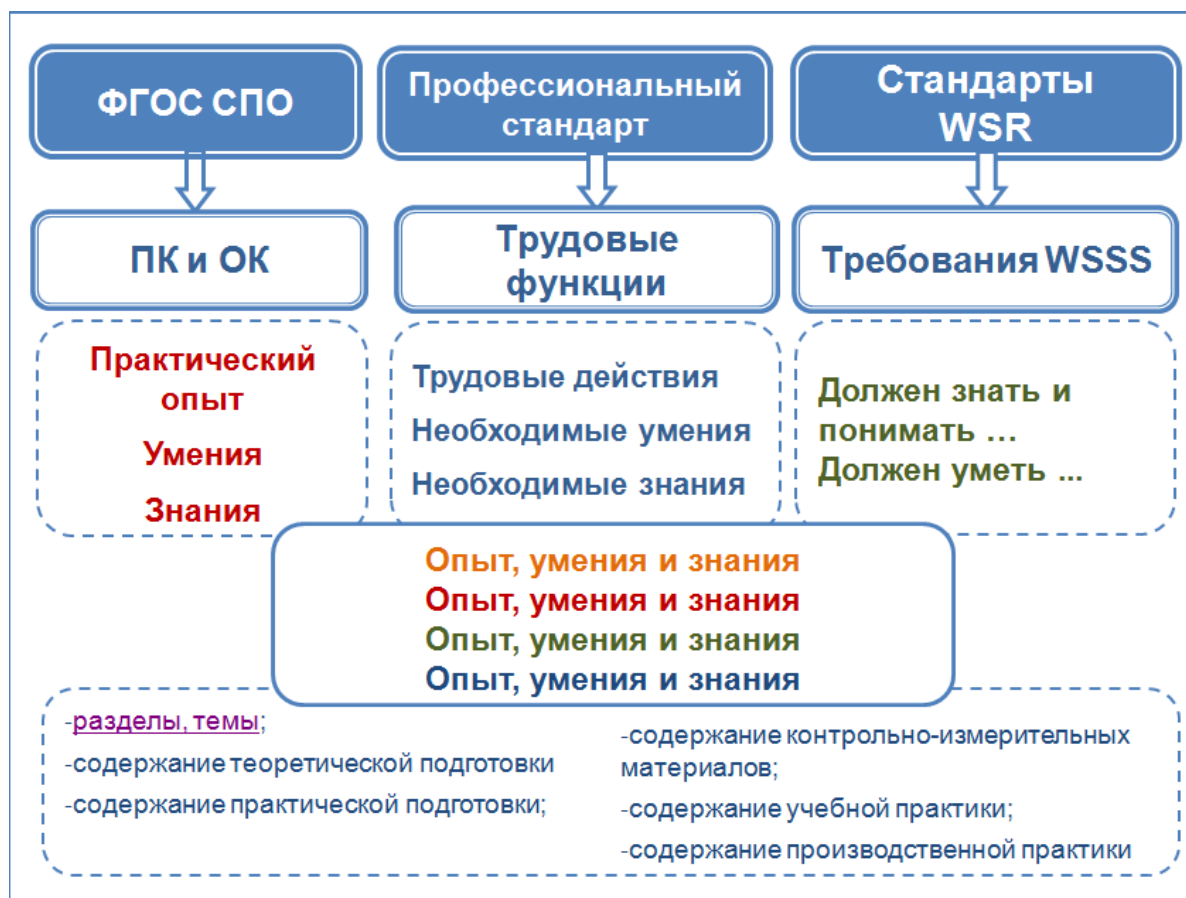 ФГОС СПО
Профессиональный
стандарт
Стандарты
WSR
ПК и ОК
Трудовые
функции
Требования WSSS
Практический
опыт
Умения
Знания
Трудовые действия
Необходимые умения
Необходимые знания
Должен знать и
понимать …
Должен уметь ...
Опыт, умения и знания
Опыт, умения и знания
Опыт, умения и знания
Опыт, умения и знания
-разделы, темы;
-содержание теоретической подготовки
-содержание практической подготовки;
-содержание контрольно-измерительных
материалов;
-содержание учебной практики;
-содержание производственной практики